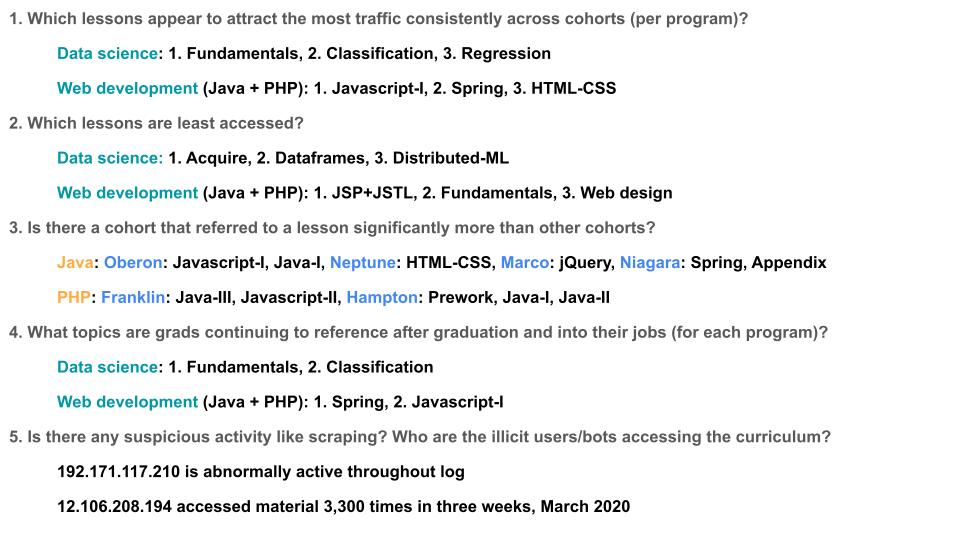 1. Which lessons appear to attract the most traffic consistently across cohorts (per program)?
Data science: 1. Fundamentals, 2. Classification, 3. Regression
Web development (Java + PHP): 1. Javascript-I, 2. Spring, 3. HTML-CSS
2. Which lessons are least accessed?
Data science: 1. Acquire, 2. Dataframes, 3. Distributed-ML
Web development (Java + PHP): 1. JSP+JSTL, 2. Fundamentals, 3. Web design
3. Is there a cohort that referred to a lesson significantly more than other cohorts?
Java: Oberon: Javascript-I, Java-I, Neptune: HTML-CSS, Marco: jQuery, Niagara: Spring, Appendix
PHP: Franklin: Java-III, Javascript-II, Hampton: Prework, Java-I, Java-II
4. What topics are grads continuing to reference after graduation and into their jobs (for each program)?
Data science: 1. Fundamentals, 2. Classification
Web development (Java + PHP): 1. Spring, 2. Javascript-I
5. Is there any suspicious activity like scraping? Who are the illicit users/bots accessing the curriculum?
192.171.117.210 is abnormally active throughout log
12.106.208.194 accessed material 3,300 times in three weeks, March 2020